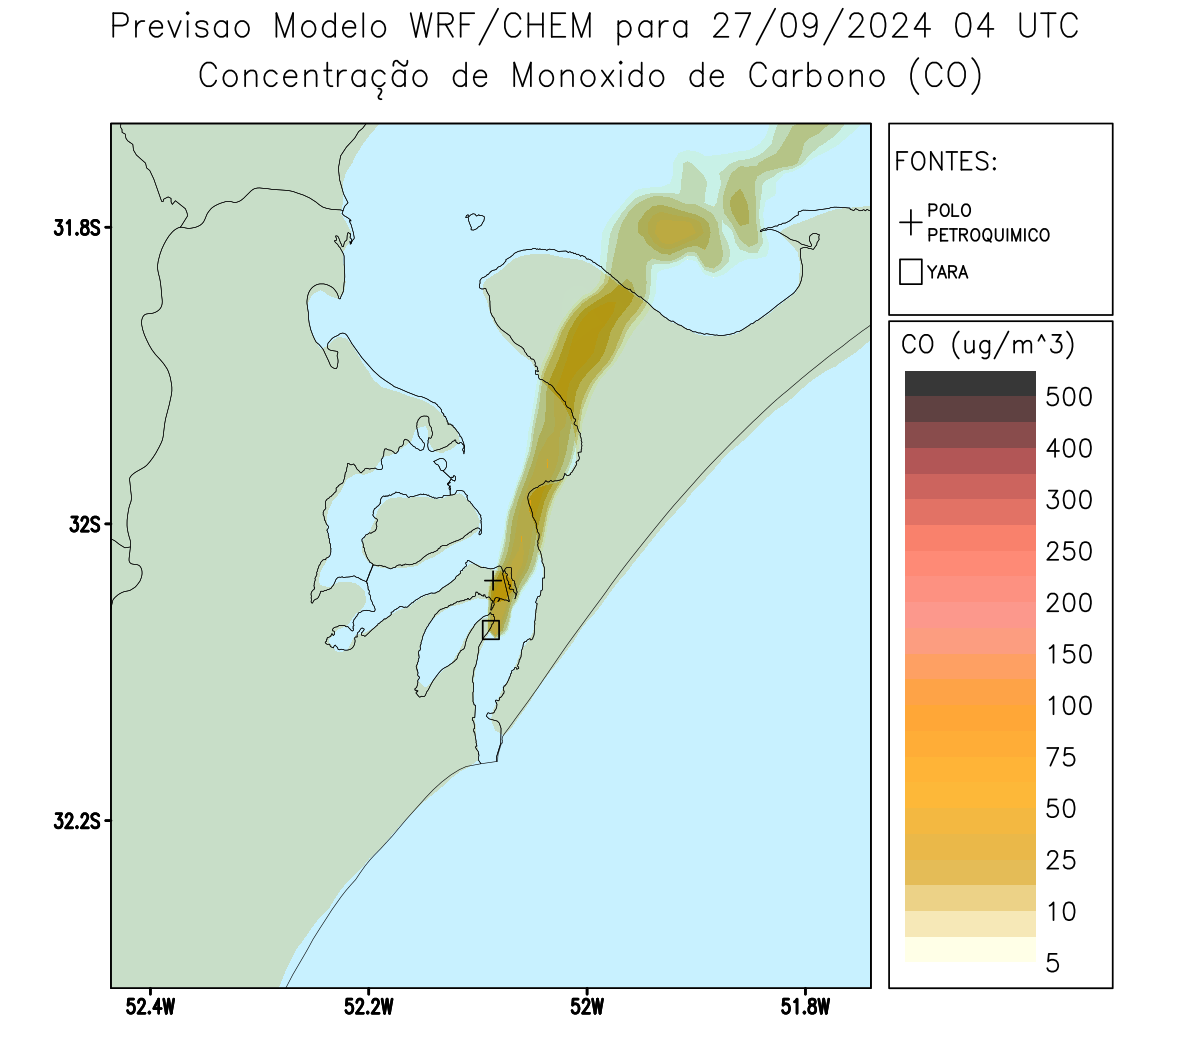 Previsao Modelo WRF/CHEM para 27/09/2024 04 UTC
Concentração de Monoxido de Carbono (CO)
FONTES:
POLO
PETROQUIMICO
YARA
CO (ug/m^3)
500
400
300
250
200
150
100
75
50
25
10
5
31.8S
32S
32.2S
52.4W
52.2W
52W
51.8W